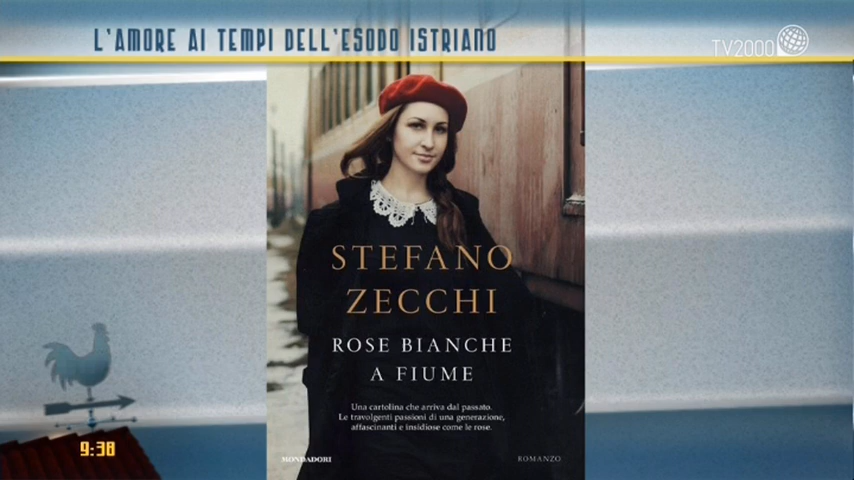 L'AMORE AI TEMPI DELL'ESODO ISTRIANO
TV2000
STEFANO
ZECCHI
ROSE BIANCHE
A FIUME
Una cartolina che arriva dal passato.
Le travolgenti passioni di una generazione,
affascinanti e insidiose come le rose.
MONDADORI
ROMANZO
9:38